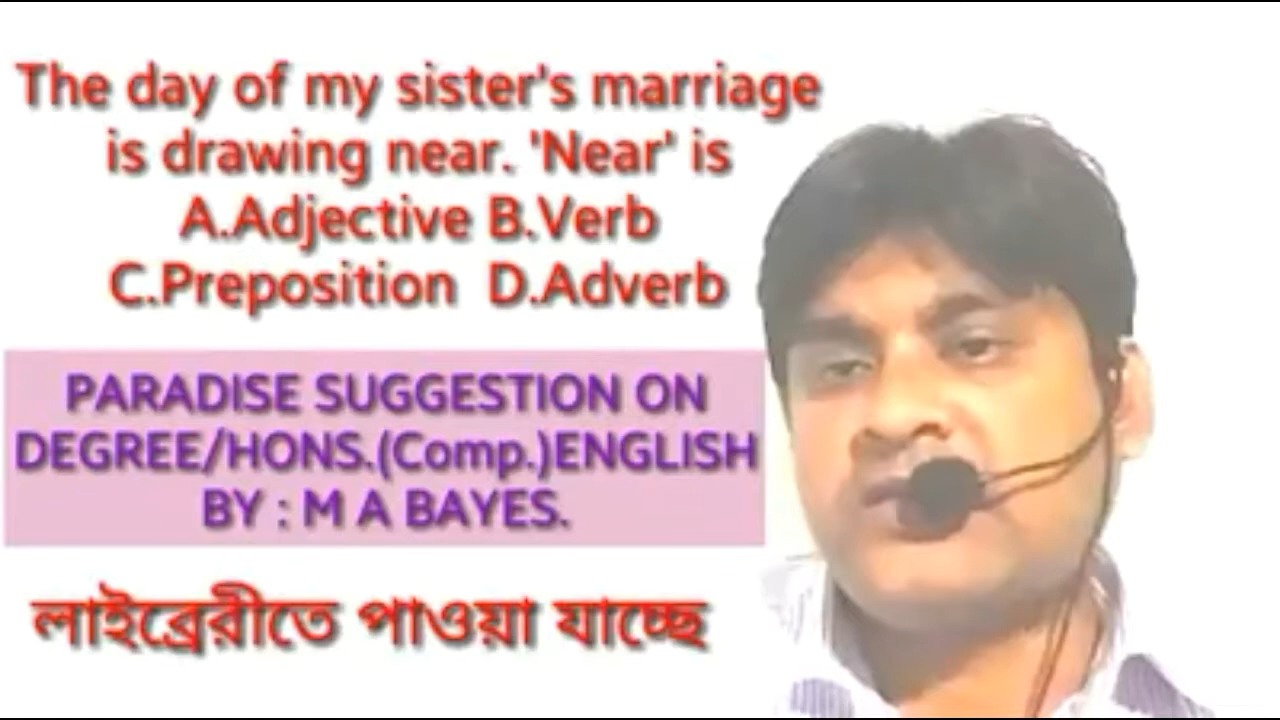 The day of my sister's marriage
is drawing near. 'Near' is
A.Adjective B.Verb
C.Preposition D.Adverb
PARADISE SUGGESTION ON
DEGREE/HONS.(Comp.)ENGLISH
BY : M A BAYES.
লাইব্রেরীতে পাওয়া যাচ্ছে